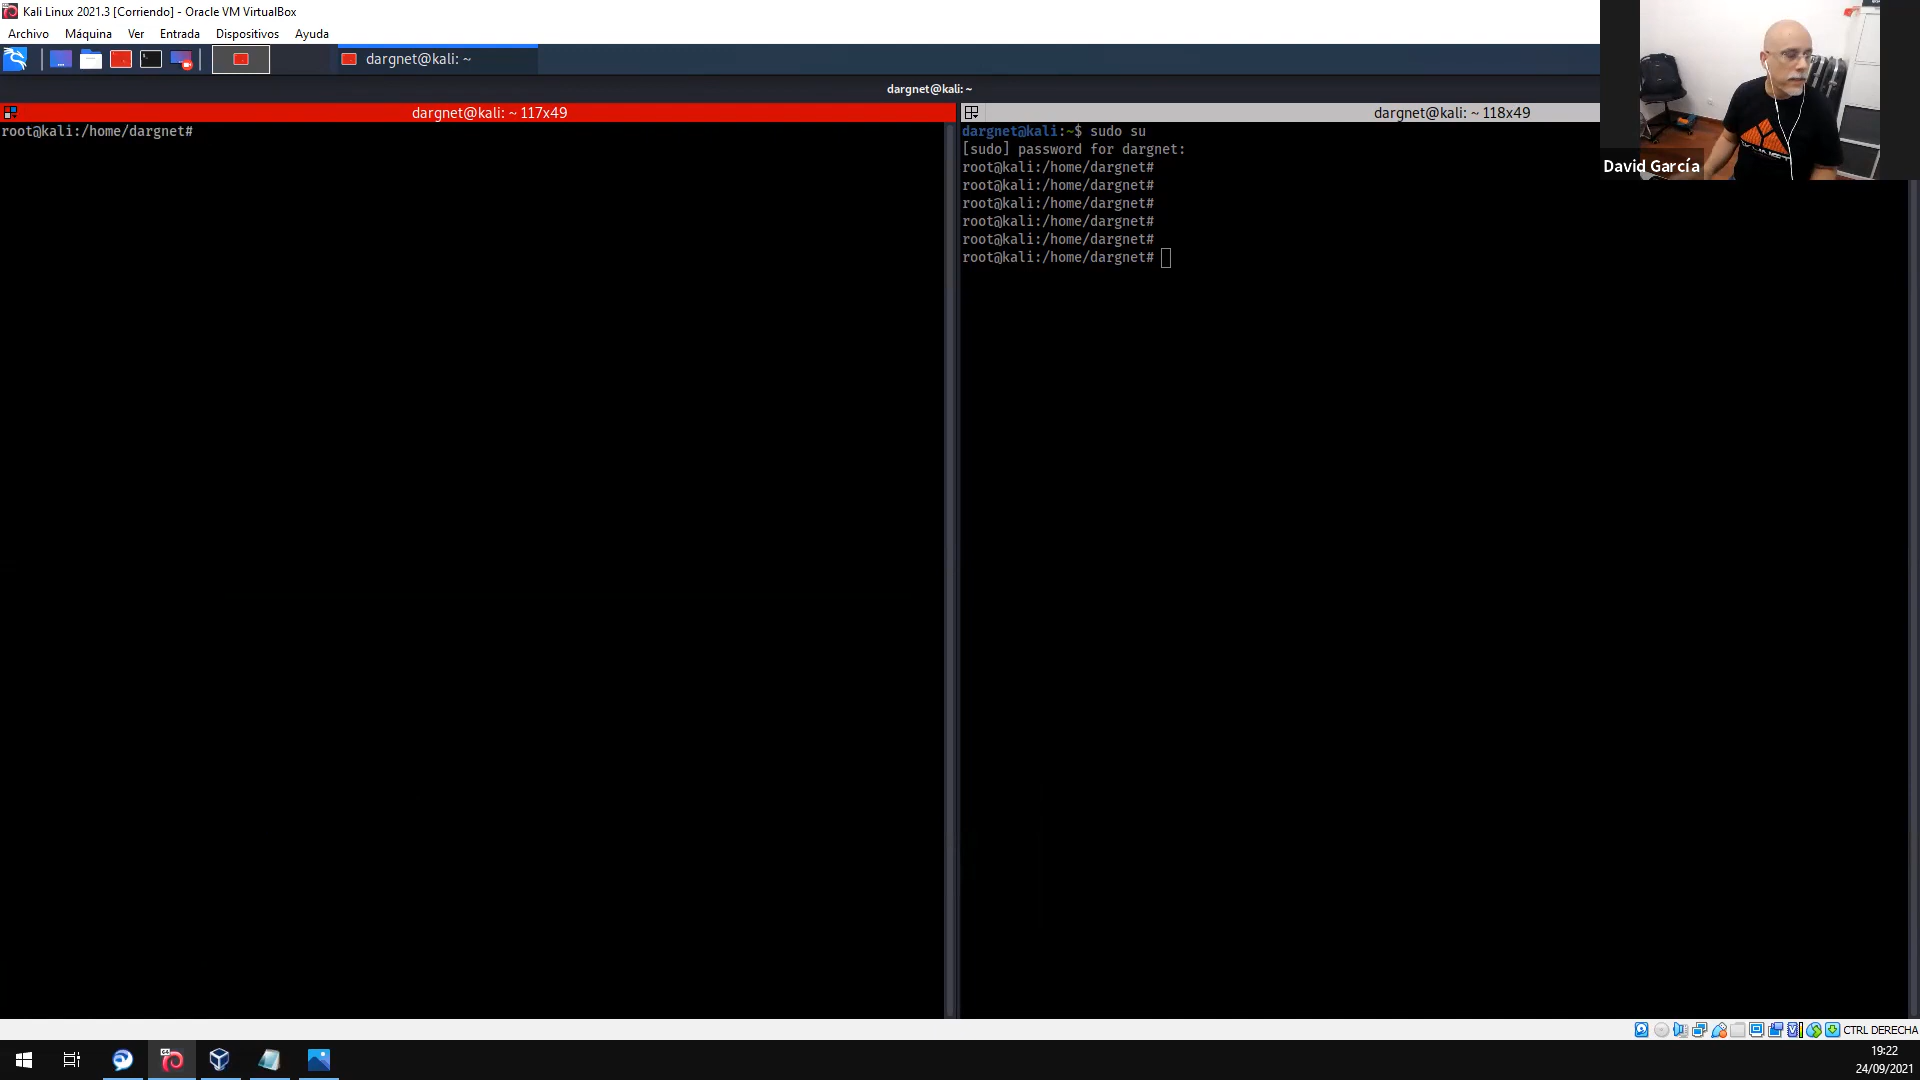 Kali Linux 2021.3 [Corriendo] - Oracle VM VirtualBox
Archivo Máquina Ver Entrada Dispositivos Ayuda
dargnet@kali: ~
dargnet@kali: ~
dargnet@kali: ~ 117x49
root@kali:/home/dargnet#
dargnet@kali: ~ 118x49
dargnet@kali:~$ sudo su
[sudo] password for dargnet:
root@kali:/home/dargnet#
root@kali:/home/dargnet#
root@kali:/home/dargnet#
root@kali:/home/dargnet#
root@kali:/home/dargnet#
root@kali:/home/dargnet#
David García
CTRL DERECHA
19:22
24/09/2021